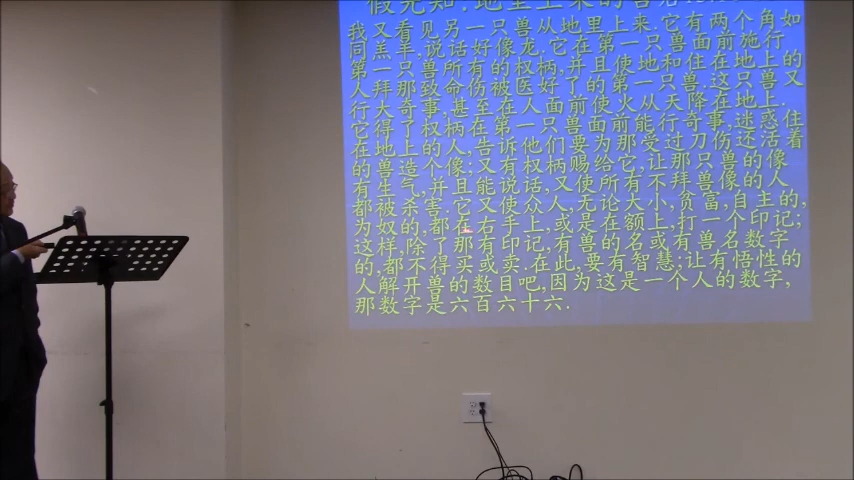 假先知.地里上来的兽
我又看见另一只兽从地里上来.它有两个角如
同羔羊,说话好像龙.它在第一只兽面前施行
第一只兽所有的权柄,并且使地和住在地上的
人拜那致命伤被医好了的第一只兽.这只兽又
行大奇事,甚至在人面前使火从天降在地上.
它得了权柄在第一只兽面前能行奇事,迷惑住
在地上的人,告诉他们要为那受过刀伤还活着
的兽造个像;又有权柄赐给它,让那只兽的像
有生气,并且能说话,又使所有不拜兽像的人
都被杀害.它又使众人,无论大小,贫富,自主的,
为奴的,都在右手上,或是在额上,打一个印记;
这样,除了那有印记,有兽的名或有兽名数字
的,都不得买或卖.在此,要有智慧;让有悟性的
人解开兽的数目吧,因为这是一个人的数字,
那数字是六百六十六.